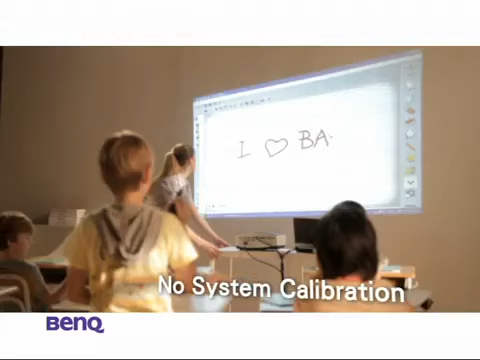 I ♡ BA
No System Calibration
BenQ